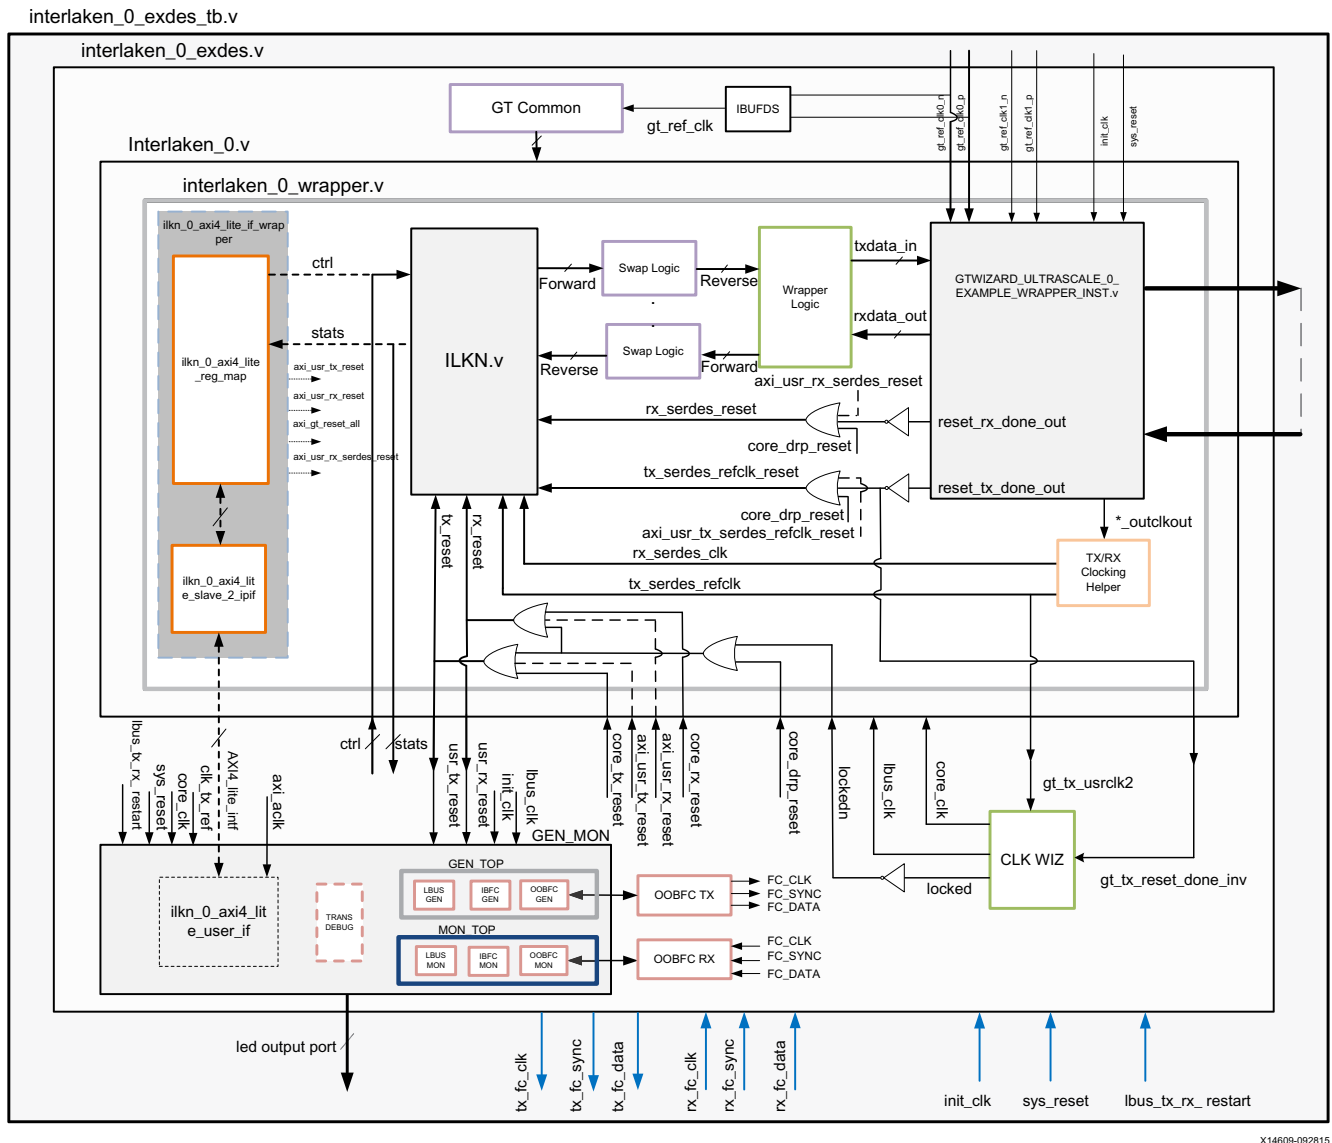 interlaken_0_exdes_tb.v
interlaken_0_exdes.v
GT Common
IBUFDS
gt_ref_clk
gt_ref_clk0_n
gt_ref_clk0_p
gt_ref_clk1_n
gt_ref_clk1_p
init_clk
sys_reset
Interlaken_0.v
interlaken_0_wrapper.v
ilkn_0_axi4_lite_if_wrap
per
ctrl
stats
ilkn_0_axi4_lite
_reg_map
axi_usr_tx_reset
axi_usr_rx_reset
axi_gt_reset_all
axi_usr_rx_serdes_reset
ilkn_0_axi4_lit
e_slave_2_ipif
ILKN.v
Forward
Swap Logic
Reverse
.
.
Reverse
Swap Logic
Forward
Wrapper
Logic
txdata_in
rxdata_out
GTWIZARD_ULTRASCALE_0_
EXAMPLE_WRAPPER_INST.v
axi_usr_rx_serdes_reset
rx_serdes_reset
core_drp_reset
reset_rx_done_out
tx_serdes_refclk_reset
core_drp_reset
reset_tx_done_out
axi_usr_tx_serdes_refclk_reset
*_outclkout
tx_reset
rx_reset
rx_serdes_clk
tx_serdes_refclk
TX/RX
Clocking
Helper
lbus_tx_rx_ restart
sys_reset
core_clk
clk_tx_ref
AXI4_lite_intf
axi_aclk
ctrl
stats
usr_tx_reset
usr_rx_reset
init_clk
lbus_clk
core_tx_reset
axi_usr_tx_reset
axi_usr_rx_reset
core_rx_reset
core_drp_reset
lockedn
lbus_clk
core_clk
gt_tx_usrclk2
GEN_MON
GEN_TOP
LBUS
GEN
IBFC
GEN
OOBFC
GEN
OOBFC TX
FC_CLK
FC_SYNC
FC_DATA
locked
CLK WIZ
gt_tx_reset_done_inv
ilkn_0_axi4_lit
e_user_if
TRANS
DEBUG
MON_TOP
LBUS
MON
IBFC
MON
OOBFC
MON
OOBFC RX
FC_CLK
FC_SYNC
FC_DATA
led output port
tx_fc_clk
tx_fc_sync
tx_fc_data
rx_fc_clk
rx_fc_sync
rx_fc_data
init_clk
sys_reset
lbus_tx_rx_ restart
X14609-092815